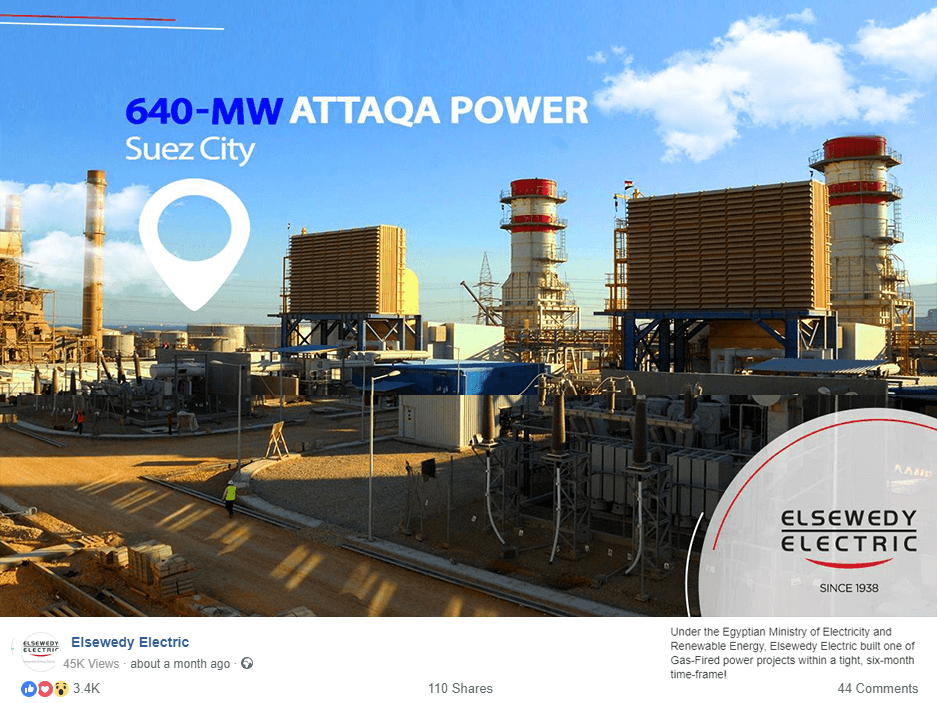 640-MW ATTAQA POWER
Suez City
ELSEWEDY
ELECTRIC
SINCE 1938
ELSEWEDY
ELECTRIC
Elsewedy Electric
45K Views · about a month ago ·
Under the Egyptian Ministry of Electricity and
Renewable Energy, Elsewedy Electric built one of
Gas-Fired power projects within a tight, six-month
time-frame!
3.4K
110 Shares
44 Comments